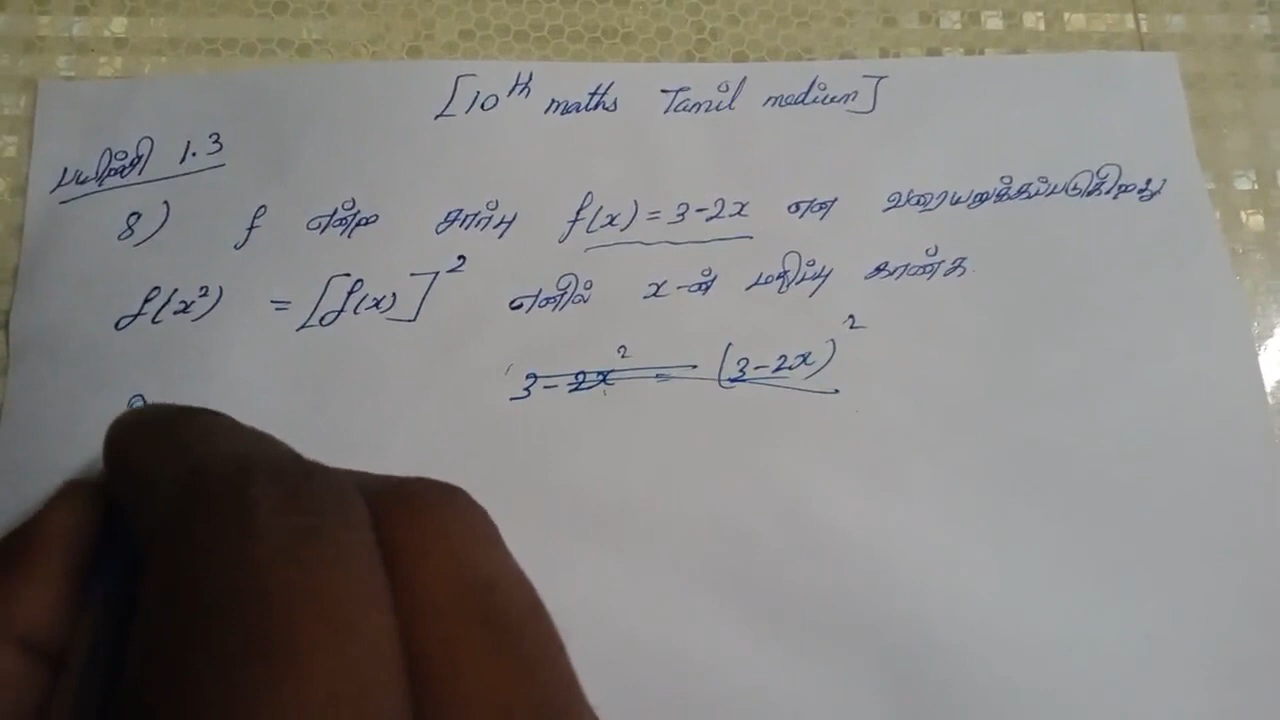 [10th maths Tamil medium]
பயிற்சி 1.3
8) f என்ற சார்பு f(x) = 3-2x என வரையறுக்கப்படுகிறது
f(x²) = [f(x)]² எனில் x-ன் மதிப்பு காண்க.
3-2x² = (3-2x)²